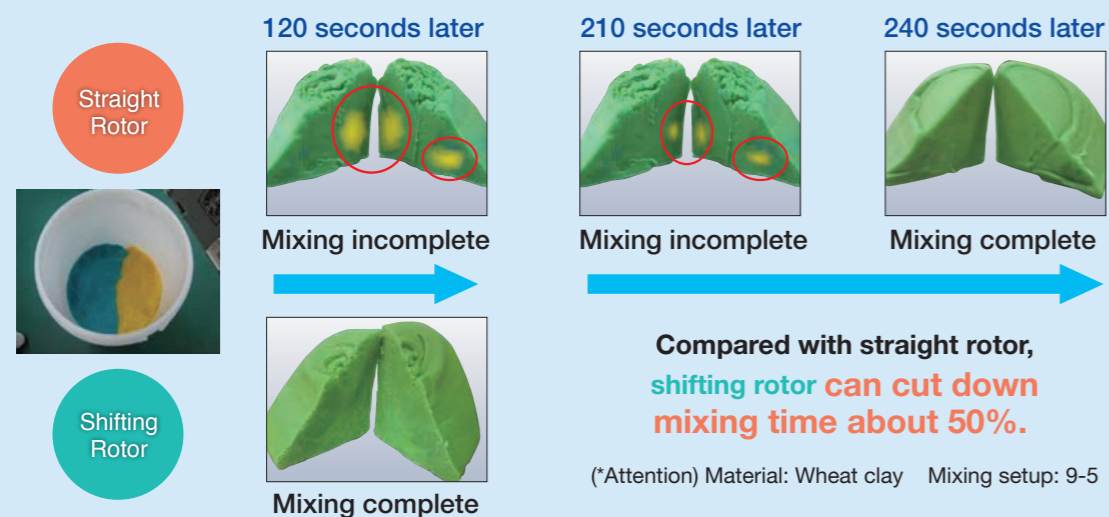 120 seconds later
210 seconds later
240 seconds later
Straight
Rotor
Mixing incomplete
Mixing incomplete
Mixing complete
Shifting
Rotor
Mixing complete
Compared with straight rotor,
shifting rotor can cut down
mixing time about 50%.
(*Attention) Material: Wheat clay Mixing setup: 9-5